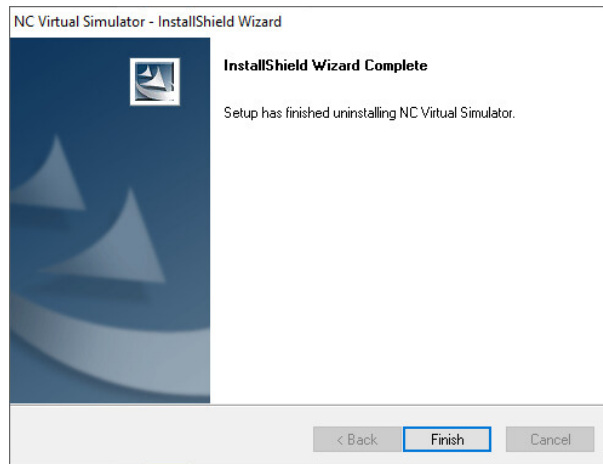 NC Virtual Simulator - InstallShield Wizard
InstallShield Wizard Complete
Setup has finished uninstalling NC Virtual Simulator.
< Back
Finish
Cancel